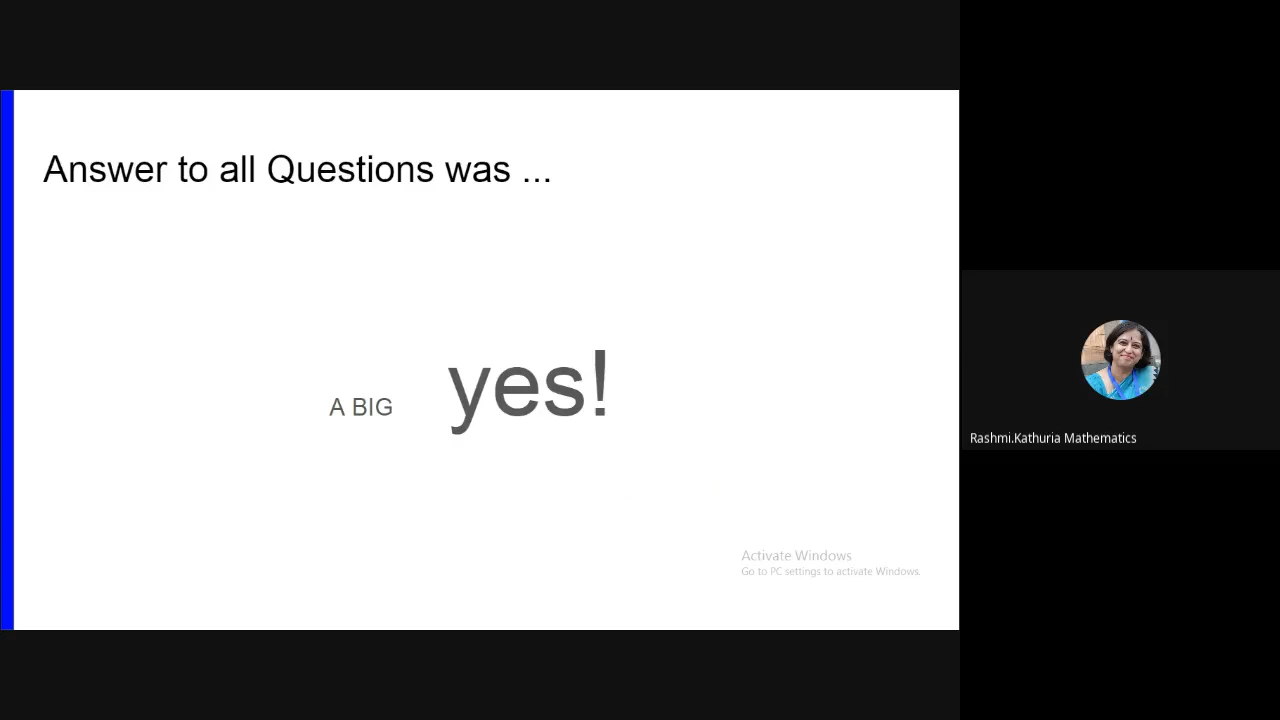 Answer to all Questions was ...
A BIG yes!
Activate Windows
Go to PC settings to activate Windows.
Rashmi.Kathuria Mathematics